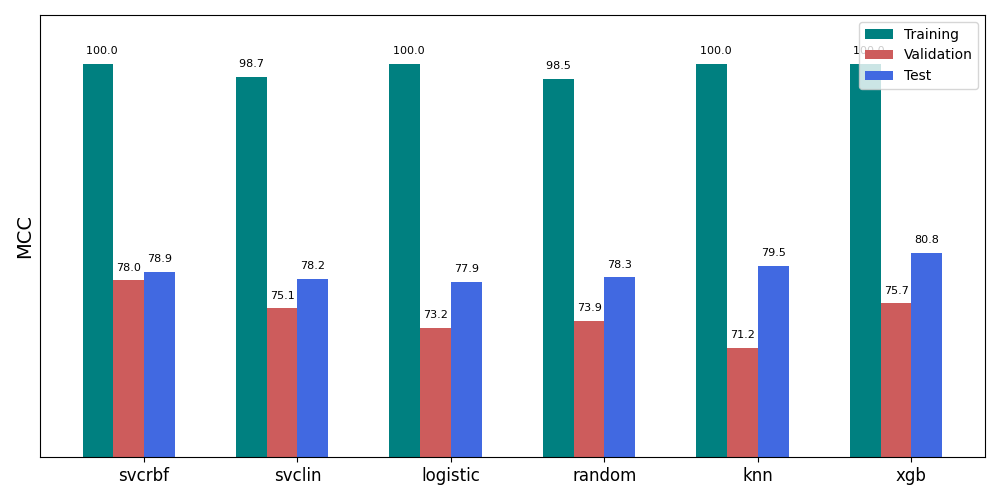 100.0
98.7
100.0
98.5
100.0
100.0
78.0
78.9
75.1
78.2
73.2
77.9
73.9
78.3
71.2
79.5
75.7
80.8
Training
Validation
Test
MCC
svcrbf
svclin
logistic
random
knn
xgb